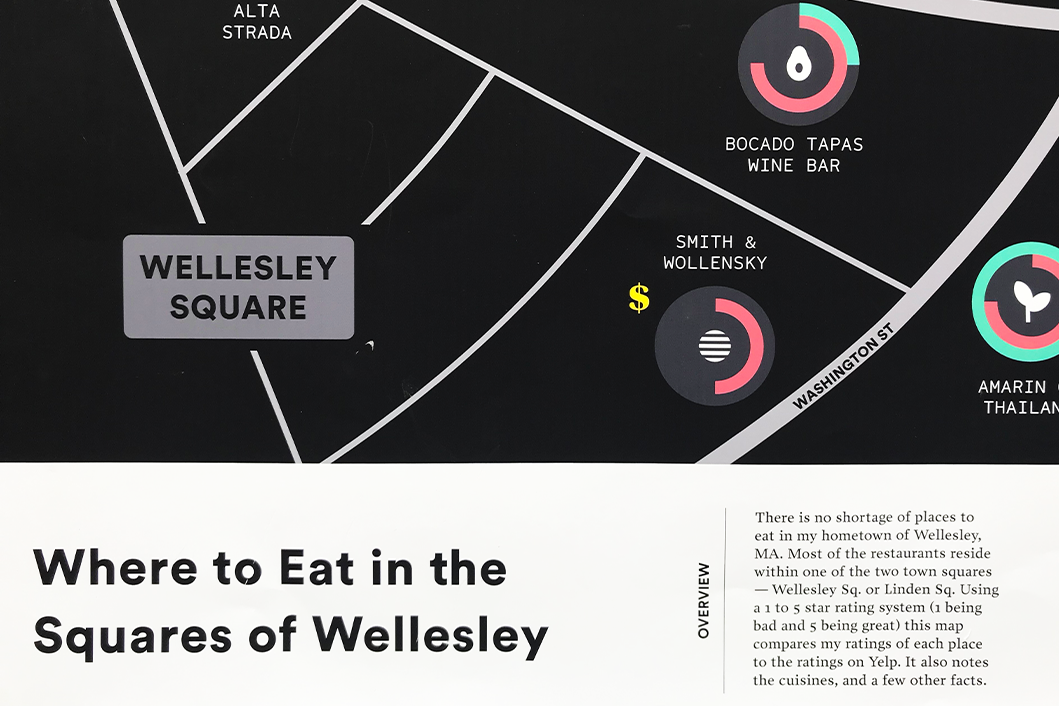 ALTA
STRADA
BOCADO TAPAS
WINE BAR
SMITH &
WOLLENSKY
$
WELLESLEY
SQUARE
WASHINGTON ST
AMARIN
THAILAN
Where to Eat in the
Squares of Wellesley
OVERVIEW
There is no shortage of places to
eat in my hometown of Wellesley,
MA. Most of the restaurants reside
within one of the two town squares
— Wellesley Sq. or Linden Sq. Using
a 1 to 5 star rating system (1 being
bad and 5 being great) this map
compares my ratings of each place
to the ratings on Yelp. It also notes
the cuisines, and a few other facts.